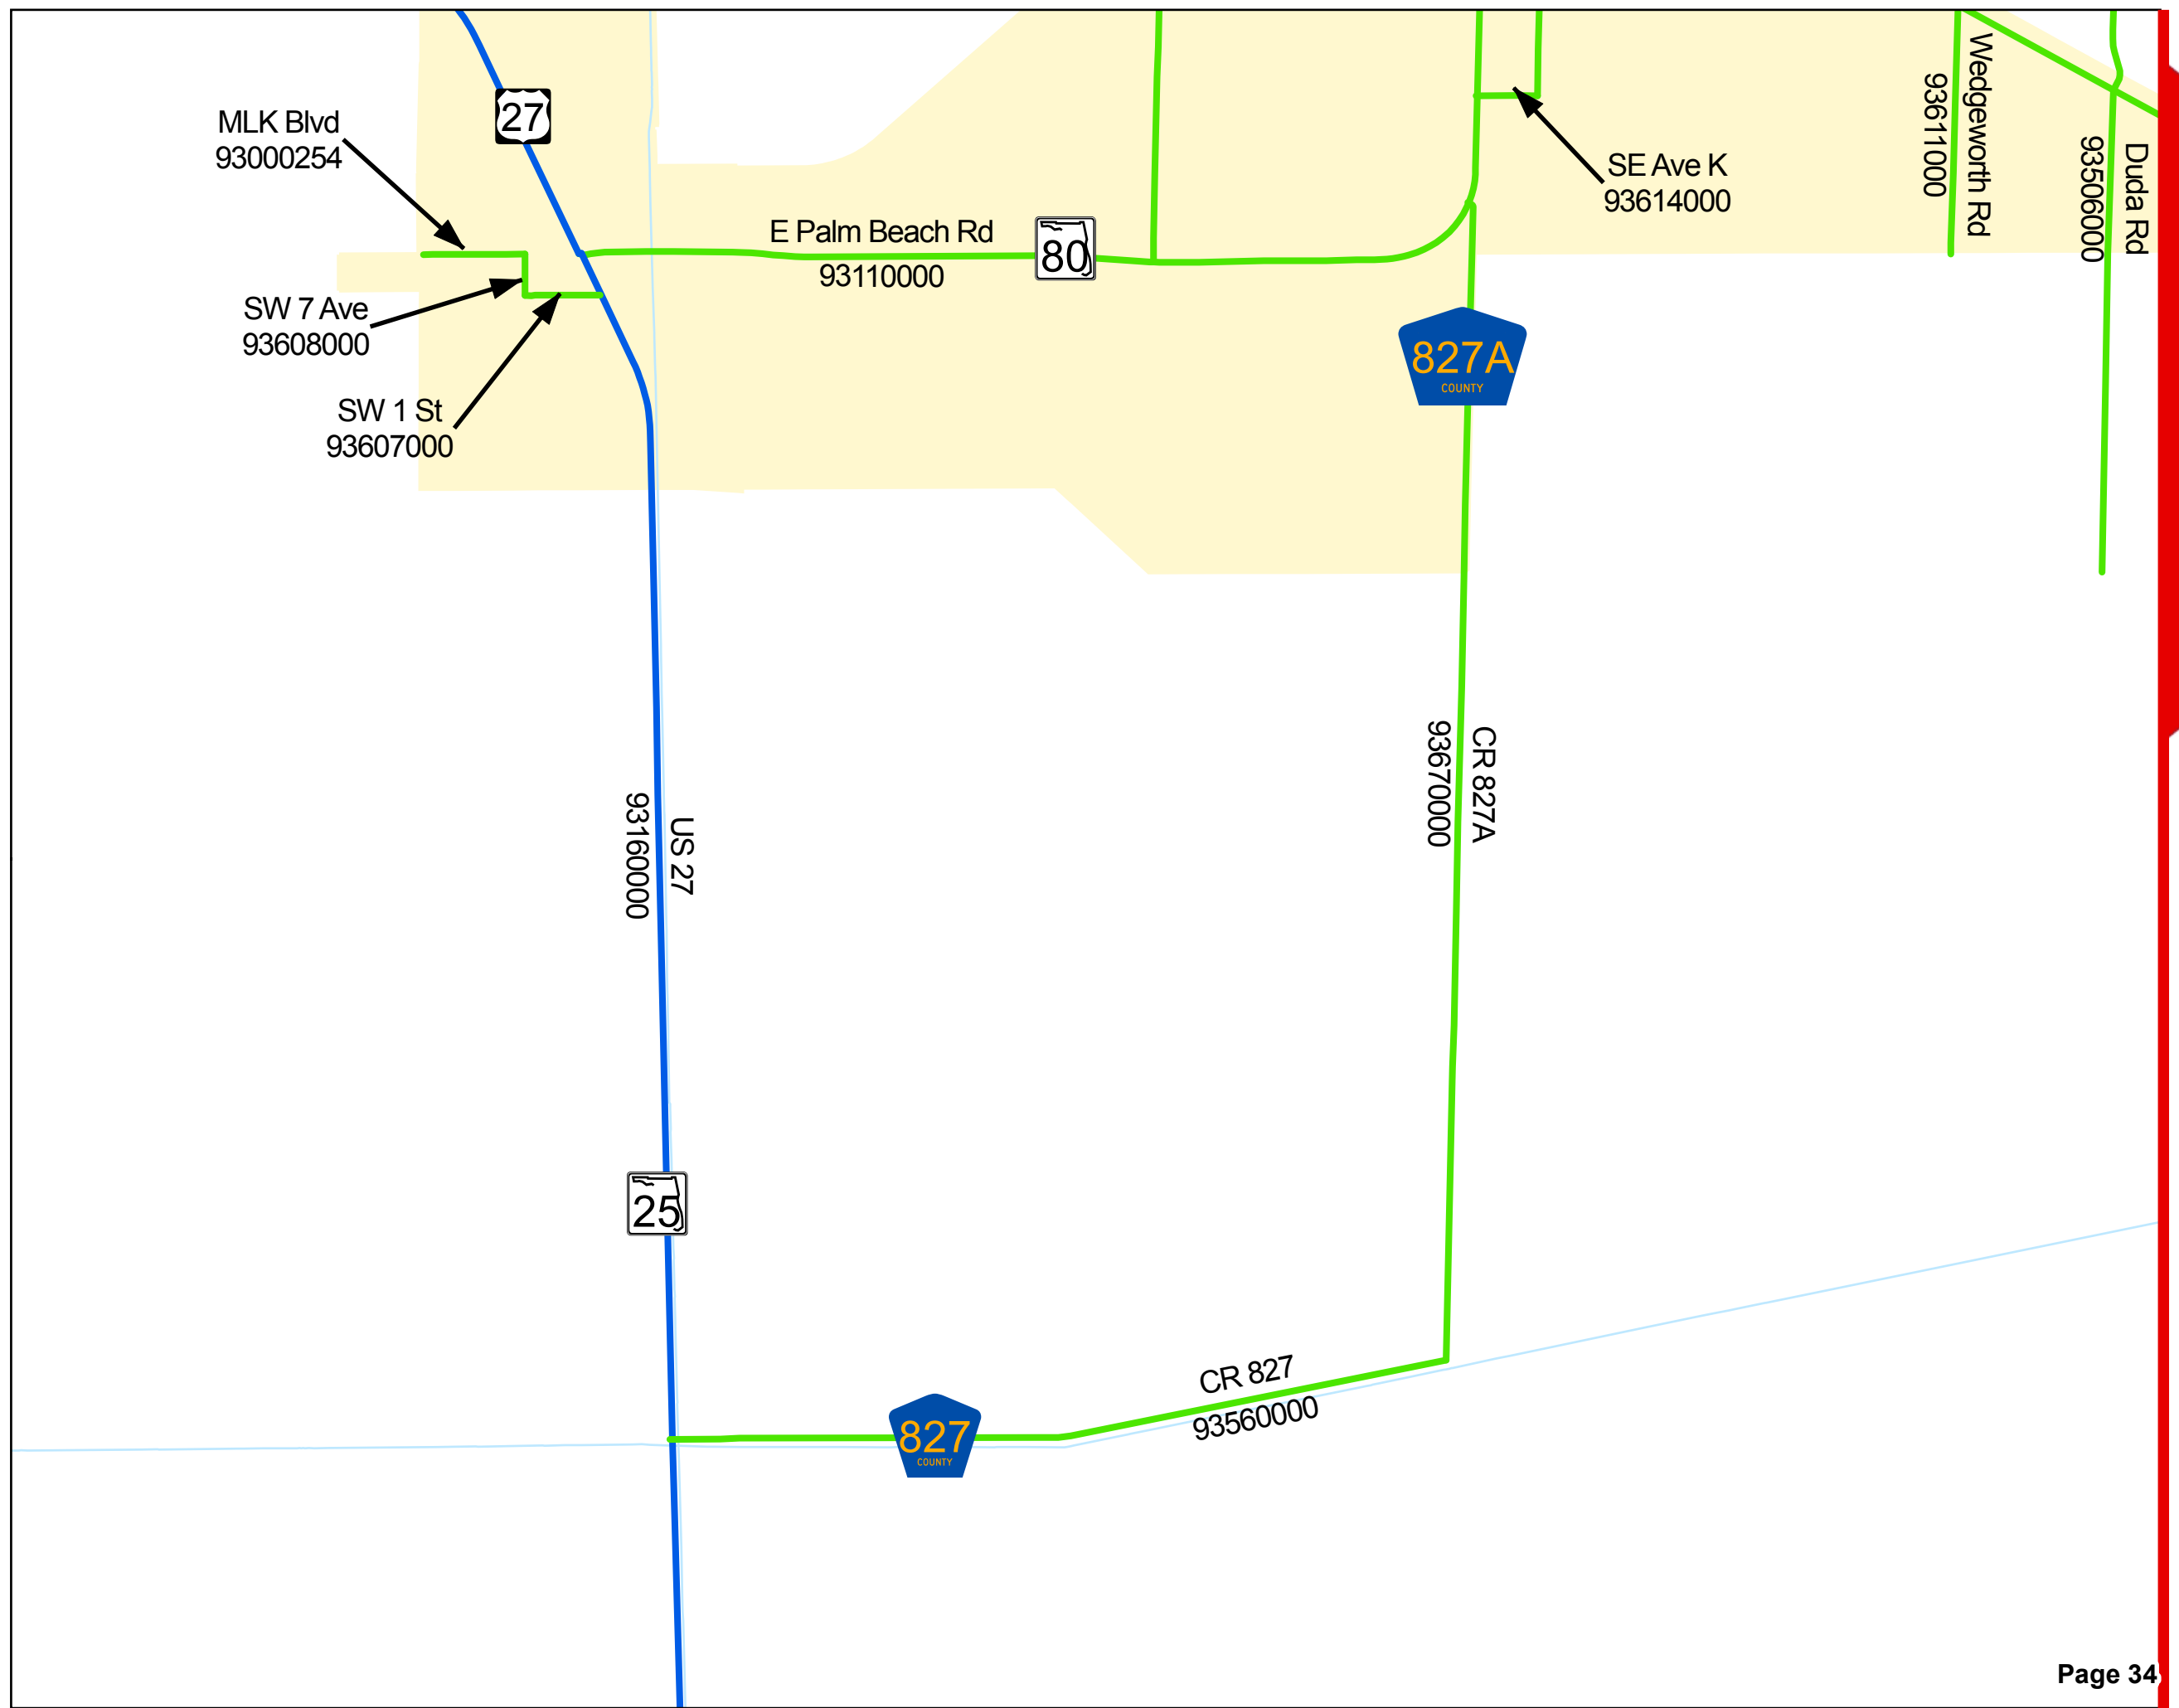 27
MLK Blvd
93000254
SE Ave K
93614000
Wedgeworth Rd
93611000
Duda Rd
93506000
E Palm Beach Rd
93110000
80
SW 7 Ave
93608000
SW 1 St
93607000
827A
COUNTY
CR 827A
93670000
US 27
93160000
25
CR 827
93560000
827
COUNTY
Page 34